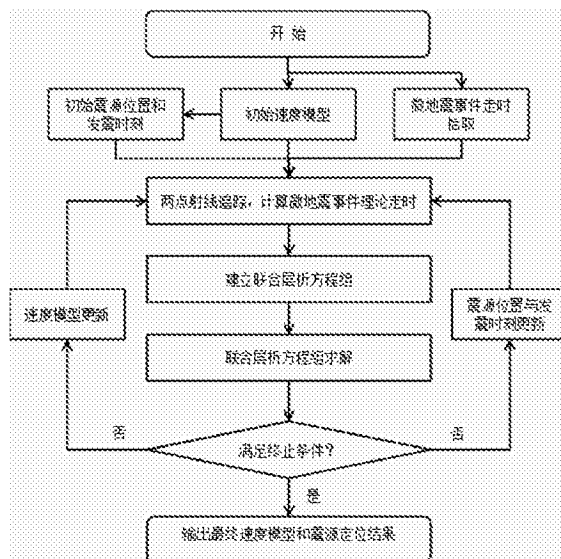 开 始
初始震源位置和
发震时刻
初始速度模型
微地震事件走时
拾取
两点射线追踪，计算微地震事件理论走时
建立联合层析方程组
速度模型更新
震源位置与发
震时刻更新
联合层析方程组求解
否
满足终止条件?
否
是
输出最终速度模型和震源定位结果